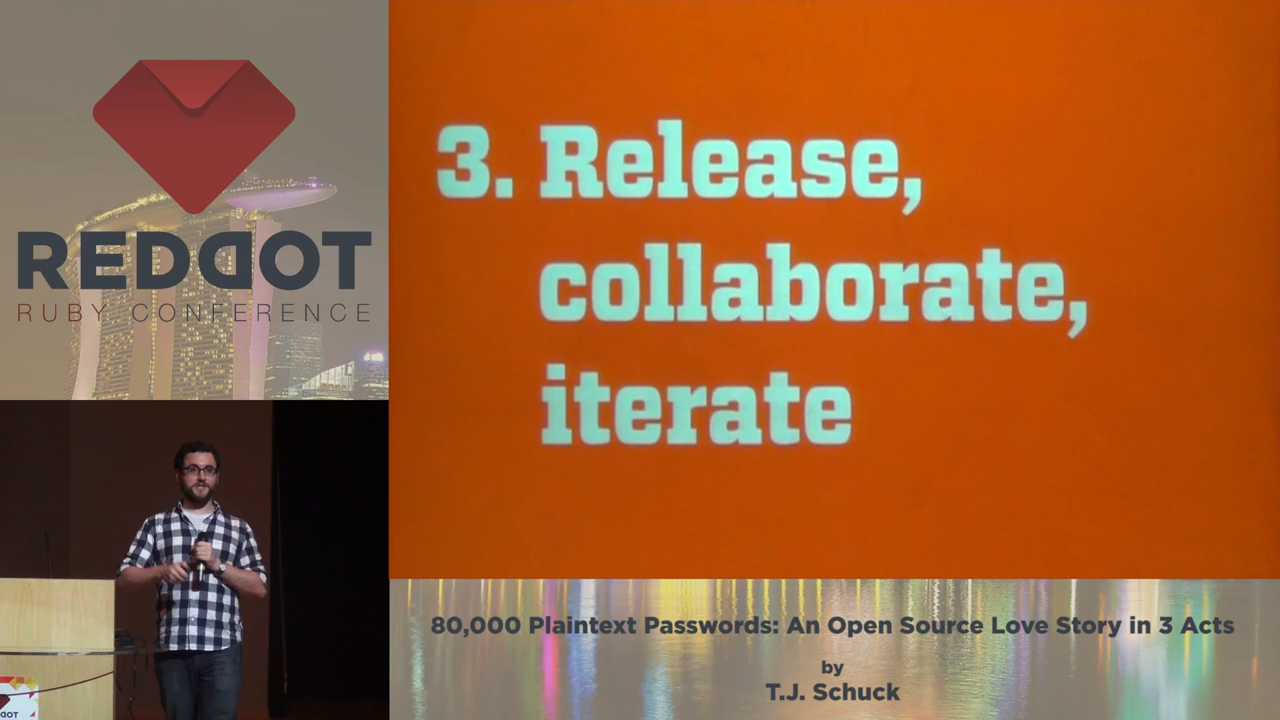 REDDOT
RUBY CONFERENCE
3. Release,
collaborate,
iterate
80,000 Plaintext Passwords: An Open Source Love Story in 3 Acts
by
T.J. Schuck